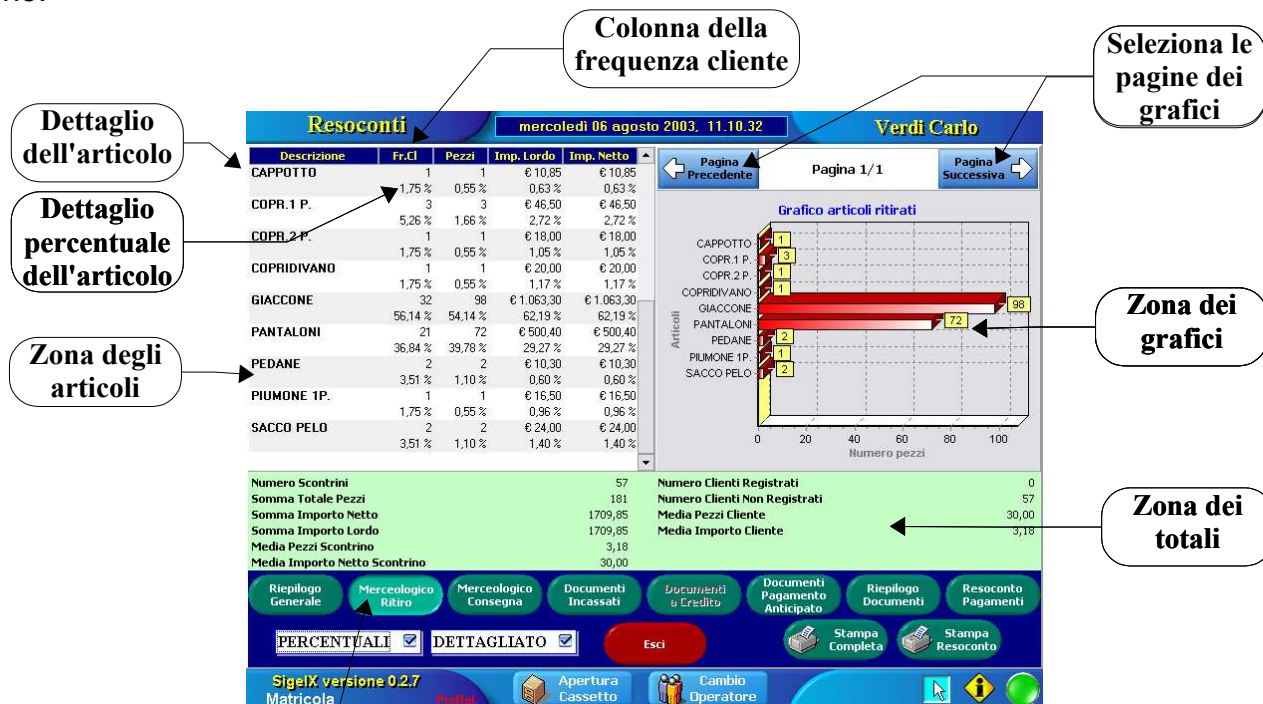 Colonna della
frequenza cliente
Seleziona le
pagine dei
grafici
Dettaglio
dell'articolo
Dettaglio
percentuale
dell'articolo
Zona degli
articoli
Zona dei
grafici
Zona dei
totali
Resoconti
mercoledì 06 agosto 2003, 11.10.32
Verdi Carlo
Descrizione Fr.Cl Pezzi Imp. Lordo Imp. Netto
CAPPOTTO 1 1 € 10,85 € 10,85
1,75 % 0,55 % 0,63 % 0,63 %
COPR.1 P. 3 3 € 46,50 € 46,50
5,26 % 1,66 % 2,72 % 2,72 %
COPR.2 P. 1 1 € 18,00 € 18,00
1,75 % 0,55 % 1,05 % 1,05 %
COPRIDIVANO 1 1 € 20,00 € 20,00
1,75 % 0,55 % 1,17 % 1,17 %
GIACCONE 32 98 € 1.063,30 € 1.063,30
56,14 % 54,14 % 62,19 % 62,19 %
PANTALONI 21 72 € 500,40 € 500,40
36,84 % 39,78 % 29,27 % 29,27 %
PEDANE 2 2 € 10,30 € 10,30
3,51 % 1,10 % 0,60 % 0,60 %
PIUMONE 1P. 1 1 € 16,50 € 16,50
1,75 % 0,55 % 0,96 % 0,96 %
SACCO PELO 2 2 € 24,00 € 24,00
3,51 % 1,10 % 1,40 % 1,40 %
Pagina
Precedente
Pagina 1/1
Pagina
Successiva
Grafico articoli ritirati
Articoli
CAPPOTTO 1
COPR.1 P. 3
COPR.2 P. 1
COPRIDIVANO 1
GIACCONE 98
PANTALONI 72
PEDANE 2
PIUMONE 1P. 1
SACCO PELO 2
0 20 40 60 80 100
Numero pezzi
Numero Scontrini 57
Somma Totale Pezzi 181
Somma Importo Netto 1709,85
Somma Importo Lordo 1709,85
Media Pezzi Scontrino 3,18
Media Importo Netto Scontrino 30,00
Numero Clienti Registrati 0
Numero Clienti Non Registrati 57
Media Pezzi Cliente 30,00
Media Importo Cliente 3,18
Riepilogo
Generale
Merceologico
Ritiro
Merceologico
Consegna
Documenti
Incassati
Documenti
a Credito
Documenti
Pagamento
Anticipato
Riepilogo
Documenti
Resoconto
Pagamenti
PERCENTUALI
DETTAGLIATO
Esci
Stampa
Completa
Stampa
Resoconto
SigelX versione 0.2.7
Matricola
Apertura
Cassetto
Cambio
Operatore